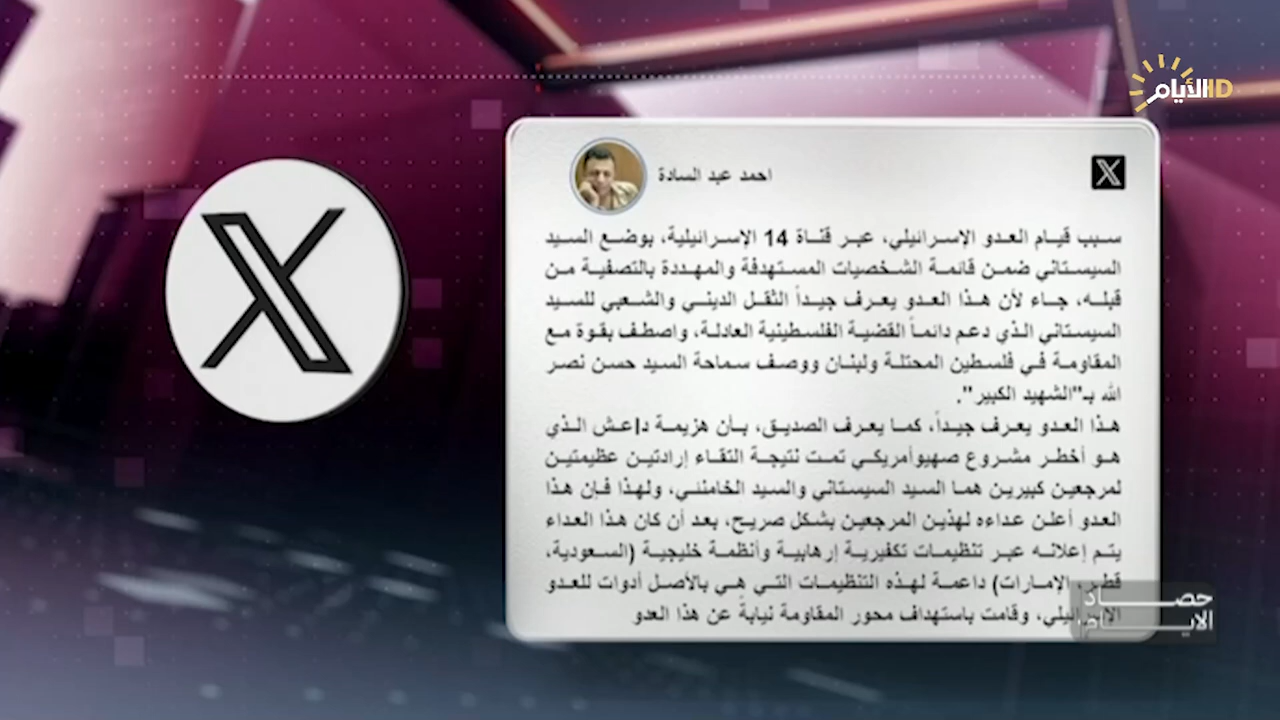 الأيام HD
احمد عبد السادة
سبب قيام العدو الإسرائيلي، عبر قناة 14 الإسرائيلية، بوضع السيد
السيستاني ضمن قائمة الشخصيات المستهدفة والمهددة بالتصفية من
قبله، جاء لأن هذا العدو يعرف جيداً الثقل الديني والشعبي للسيد
السيستاني الذي دعم دائماً القضية الفلسطينية العادلة، واصطف بقوة مع
المقاومة في فلسطين المحتلة ولبنان ووصف سماحة السيد حسن نصر
الله بـ"الشهيد الكبير".
هذا العدو يعرف جيداً، كما يعرف الصديق، بأن هزيمة داعش الذي
هو أخطر مشروع صهيوأمريكي تمت نتيجة التقاء إرادتين عظيمتين
لمرجعين كبيرين هما السيد السيستاني والسيد الخامنئي، ولهذا فإن هذا
العدو أعلن عداءه لهذين المرجعين بشكل صريح، بعد أن كان هذا العداء
يتم إعلانه عبر تنظيمات تكفيرية إرهابية وأنظمة خليجية (السعودية،
قطر، الإمارات) داعمة لهذه التنظيمات التي هي بالأصل أدوات للعدو
الإسرائيلي، وقامت باستهداف محور المقاومة نيابة عن هذا العدو
حصاد
الايام